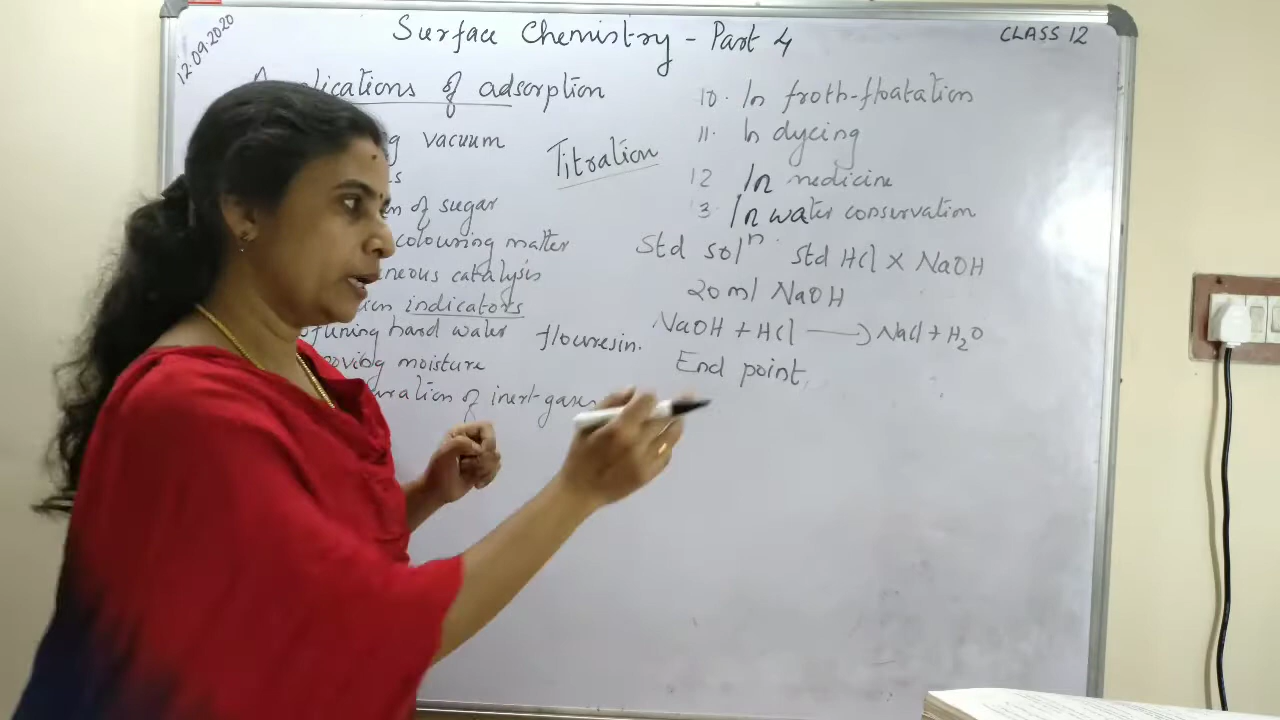 12.09.2020
Surface Chemistry - Part 4
CLASS 12
Applications of adsorption
vacuum
of sugar
colouring matter
catalysis
indicators
hard water
moisture
of inert gases
Titration
flouresin.
10. In froth-floatation
11. In dyeing
12 In medicine
3. In water conservation
Std solⁿ. Std HCl x NaOH
20 ml NaOH
NaOH + HCl ⟶ NaCl + H₂O
End point,